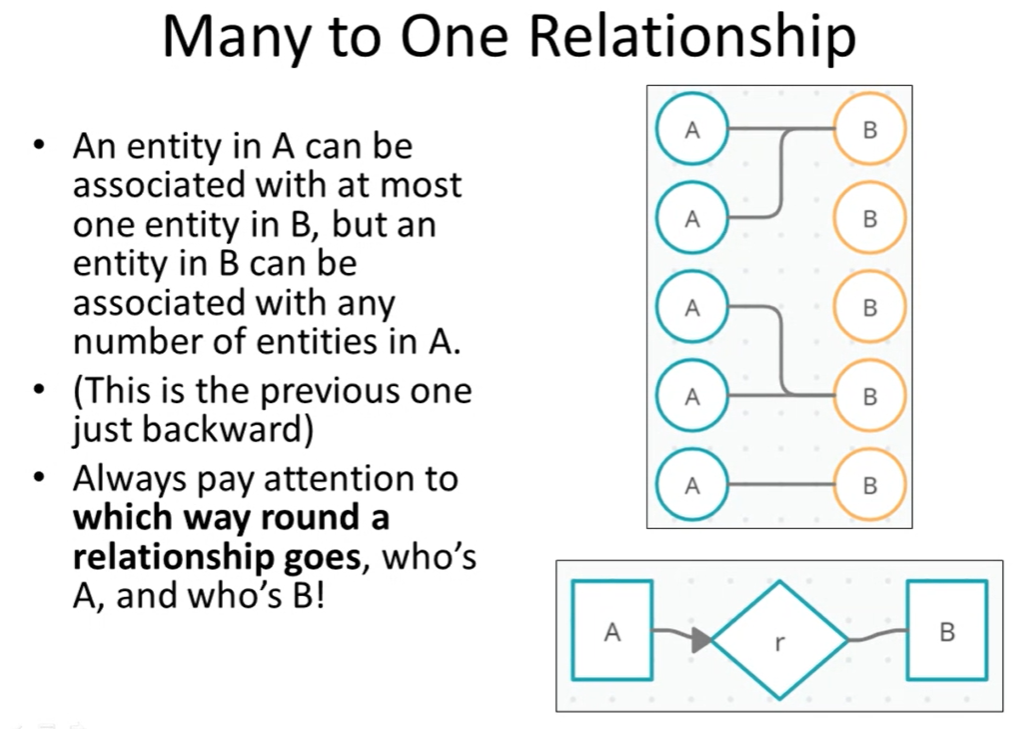 Many to One Relationship
• An entity in A can be
associated with at most
one entity in B, but an
entity in B can be
associated with any
number of entities in A.
• (This is the previous one
just backward)
• Always pay attention to
which way round a
relationship goes, who's
A, and who's B!
A B
A B
A B
A B
A B
A r B